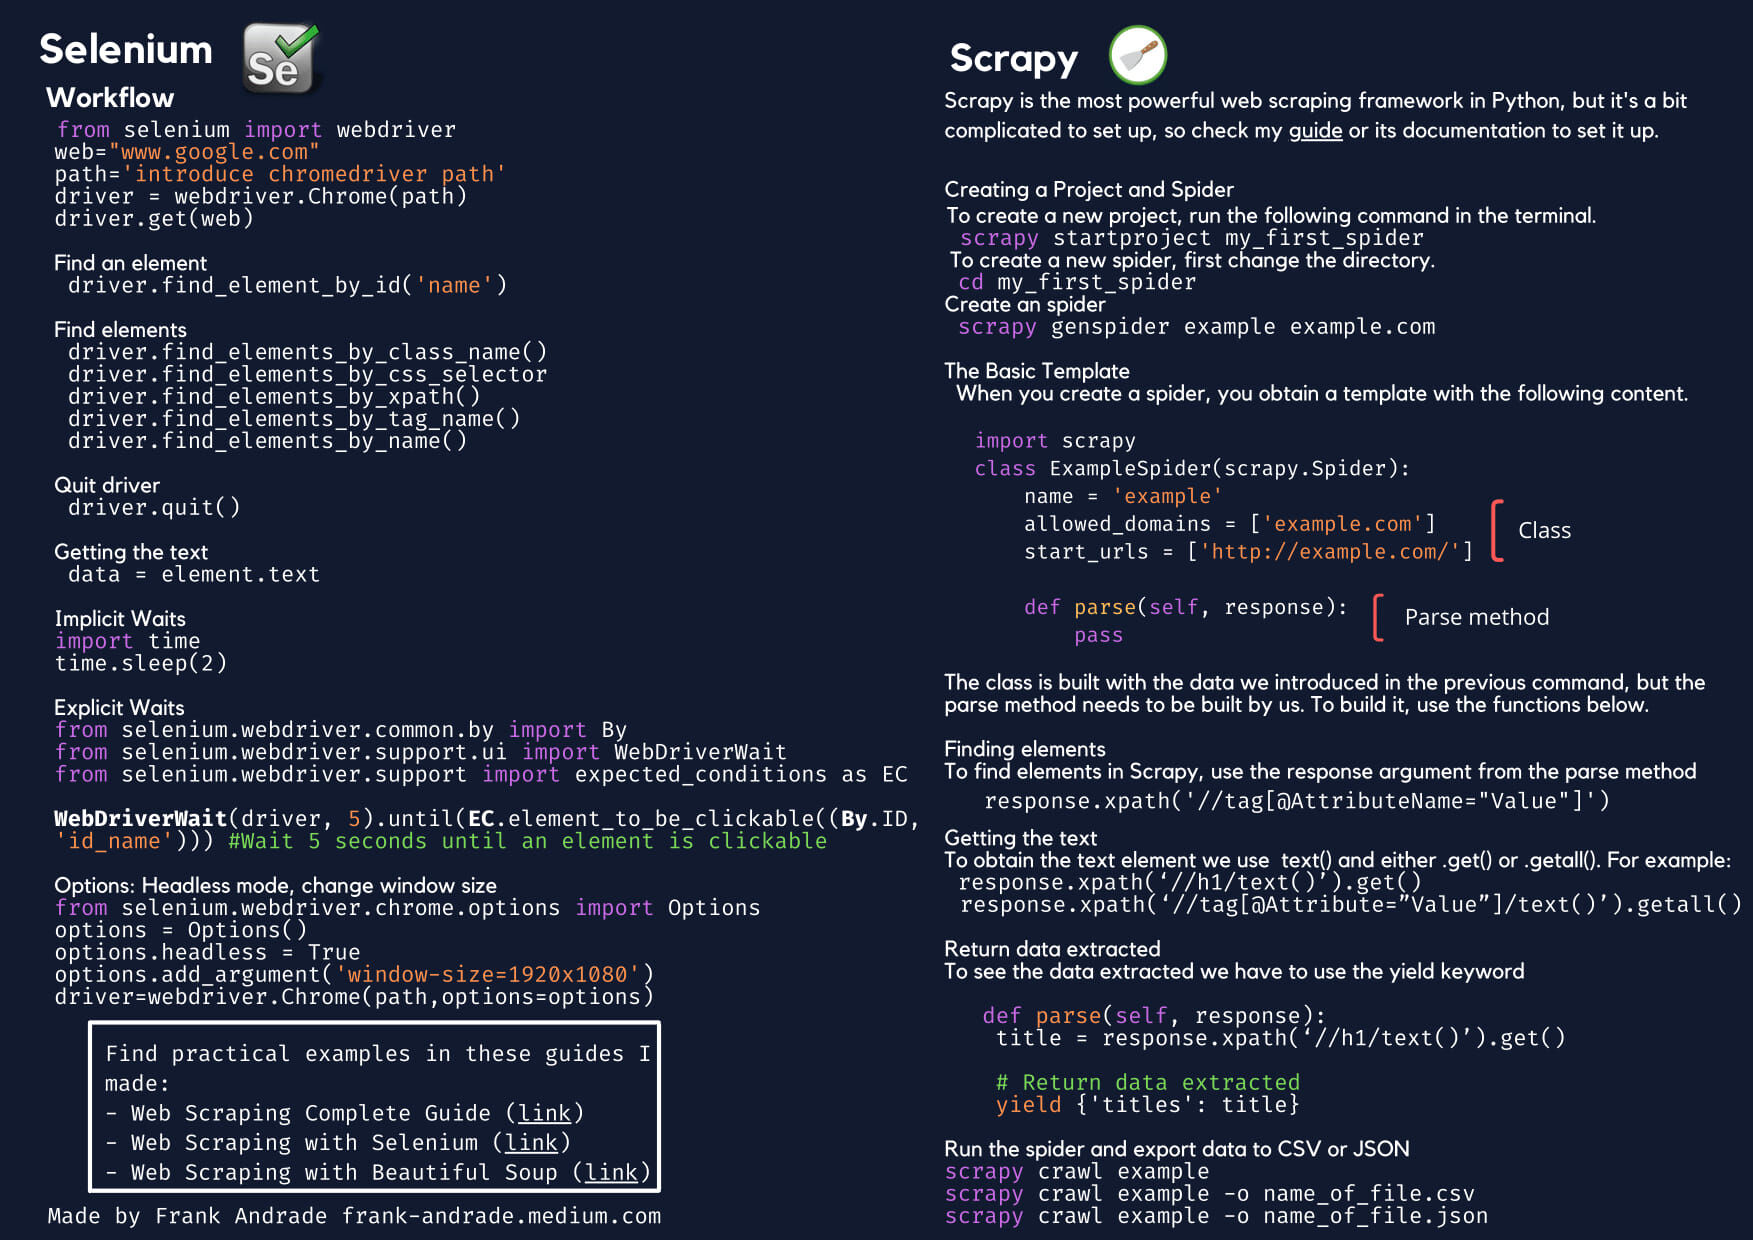 Selenium
Se
Workflow
from selenium import webdriver
web="www.google.com"
path='introduce chromedriver path'
driver = webdriver.Chrome(path)
driver.get(web)
Find an element
driver.find_element_by_id('name')
Find elements
driver.find_elements_by_class_name()
driver.find_elements_by_css_selector
driver.find_elements_by_xpath()
driver.find_elements_by_tag_name()
driver.find_elements_by_name()
Quit driver
driver.quit()
Getting the text
data = element.text
Implicit Waits
import time
time.sleep(2)
Explicit Waits
from selenium.webdriver.common.by import By
from selenium.webdriver.support.ui import WebDriverWait
from selenium.webdriver.support import expected_conditions as EC
WebDriverWait(driver, 5).until(EC.element_to_be_clickable((By.ID,
'id_name'))) #Wait 5 seconds until an element is clickable
Options: Headless mode, change window size
from selenium.webdriver.chrome.options import Options
options = Options()
options.headless = True
options.add_argument('window-size=1920x1080')
driver=webdriver.Chrome(path,options=options)
Find practical examples in these guides I
made:
- Web Scraping Complete Guide (link)
- Web Scraping with Selenium (link)
- Web Scraping with Beautiful Soup (link)
Made by Frank Andrade frank-andrade.medium.com
Scrapy
Scrapy is the most powerful web scraping framework in Python, but it's a bit
complicated to set up, so check my guide or its documentation to set it up.
Creating a Project and Spider
To create a new project, run the following command in the terminal.
scrapy startproject my_first_spider
To create a new spider, first change the directory.
cd my_first_spider
Create an spider
scrapy genspider example example.com
The Basic Template
When you create a spider, you obtain a template with the following content.
import scrapy
class ExampleSpider(scrapy.Spider):
name = 'example'
allowed_domains = ['example.com']
start_urls = ['http://example.com/']
Class
def parse(self, response):
pass
Parse method
The class is built with the data we introduced in the previous command, but the
parse method needs to be built by us. To build it, use the functions below.
Finding elements
To find elements in Scrapy, use the response argument from the parse method
response.xpath('//tag[@AttributeName="Value"]')
Getting the text
To obtain the text element we use  text() and either .get() or .getall(). For example:
response.xpath(‘//h1/text()’).get()
response.xpath(‘//tag[@Attribute=”Value”]/text()’).getall()
Return data extracted
To see the data extracted we have to use the yield keyword
def parse(self, response):
title = response.xpath(‘//h1/text()’).get()
# Return data extracted
yield {'titles': title}
Run the spider and export data to CSV or JSON
scrapy crawl example
scrapy crawl example -o name_of_file.csv
scrapy crawl example -o name_of_file.json